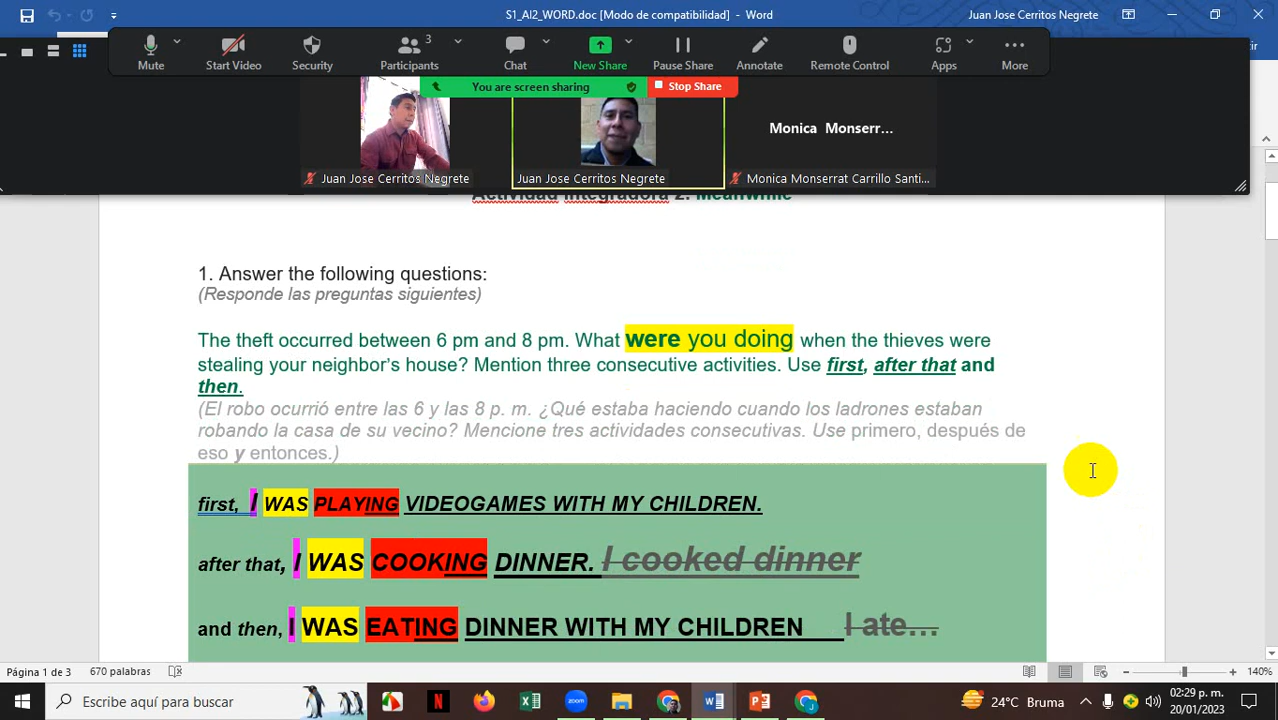 S1_AI2_WORD.doc [Modo de compatibilidad] - Word
Juan Jose Cerritos Negrete
Mute
Start Video
Security
3
Participants
Chat
New Share
Pause Share
Annotate
Remote Control
Apps
More
You are screen sharing
Stop Share
Monica Monserr...
Juan Jose Cerritos Negrete
Juan Jose Cerritos Negrete
Monica Monserrat Carrillo Santi...
Actividad integradora 2. Meanwhile
1. Answer the following questions:
(Responde las preguntas siguientes)
The theft occurred between 6 pm and 8 pm. What were you doing when the thieves were
stealing your neighbor's house? Mention three consecutive activities. Use first, after that and
then.
(El robo ocurrió entre las 6 y las 8 p. m. ¿Qué estaba haciendo cuando los ladrones estaban
robando la casa de su vecino? Mencione tres actividades consecutivas. Use primero, después de
eso y entonces.)
first, I WAS PLAYING VIDEOGAMES WITH MY CHILDREN.
after that, I WAS COOKING DINNER. I cooked dinner
and then, I WAS EATING DINNER WITH MY CHILDREN I ate...
Página 1 de 3
670 palabras
140%
Escribe aquí para buscar
24°C Bruma
02:29 p. m.
20/01/2023